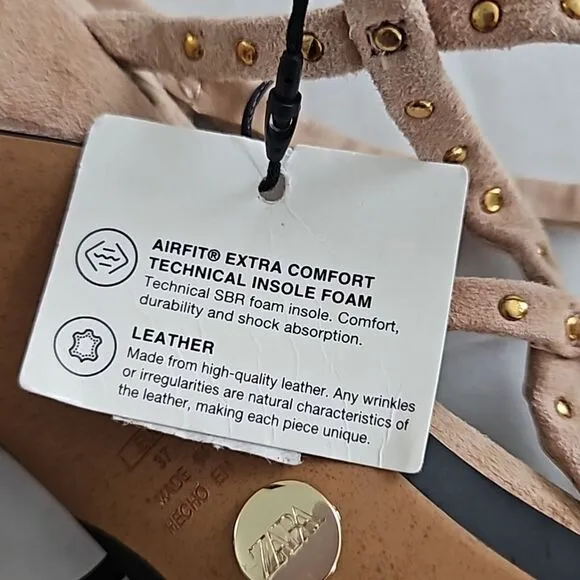 AIRFIT® EXTRA COMFORT
TECHNICAL INSOLE FOAM
Technical SBR foam insole. Comfort,
durability and shock absorption.
LEATHER
Made from high-quality leather. Any wrinkles
or irregularities are natural characteristics of
the leather, making each piece unique.
37
MADE
HECHO EN
ZARA